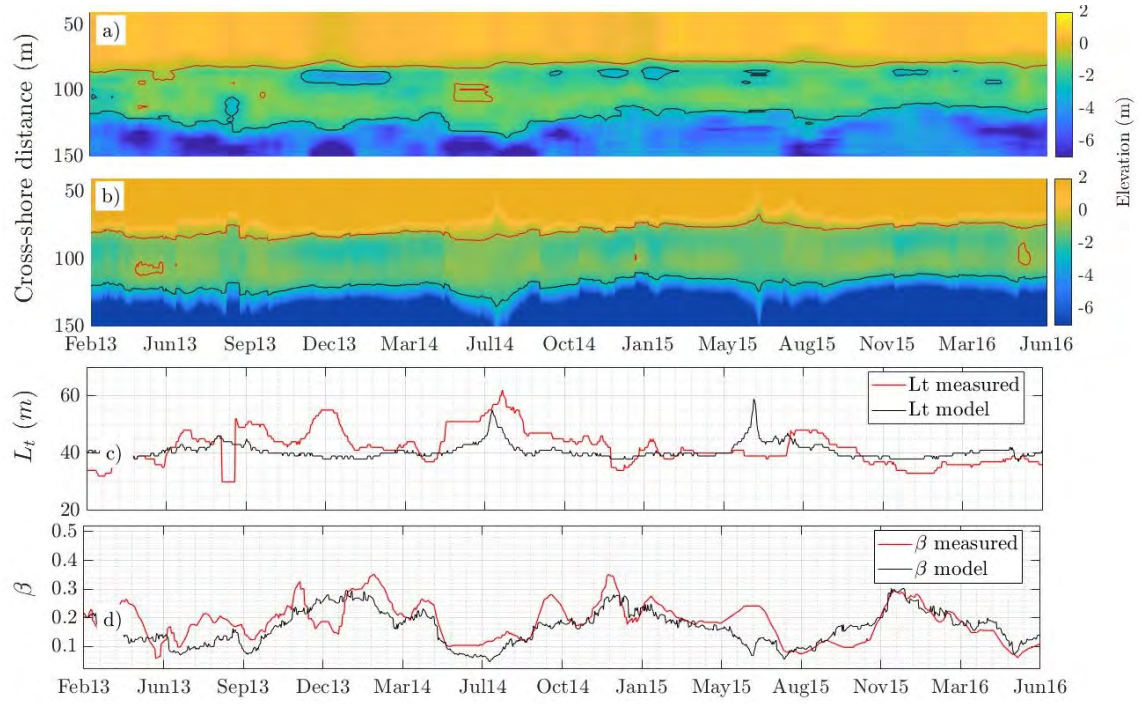 a)
50
100
150
2
0
-2
-4
-6
b)
50
100
150
2
0
-2
-4
-6
Cross-shore distance (m)
Elevation (m)
Feb13 Jun13 Sep13 Dec13 Mar14 Jul14 Oct14 Jan15 May15 Aug15 Nov15 Mar16 Jun16
Lt measured
Lt model
60
40
20
Lt (m)
c)
β measured
β model
0.5
0.4
0.3
0.2
0.1
β
d)
Feb13 Jun13 Sep13 Dec13 Mar14 Jul14 Oct14 Jan15 May15 Aug15 Nov15 Mar16 Jun16